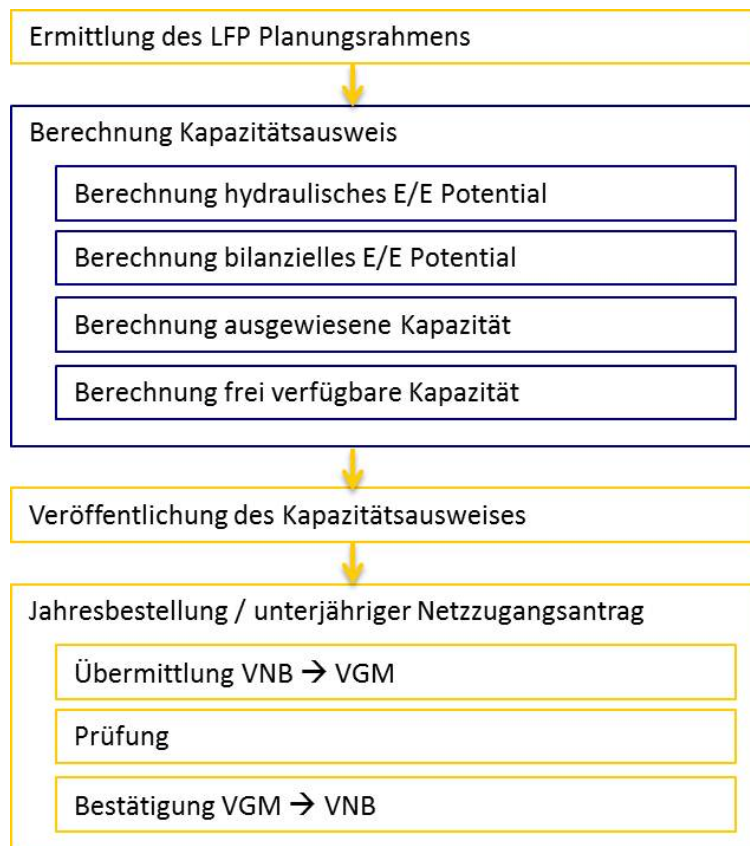 Ermittlung des LFP Planungsrahmens
Berechnung Kapazitätsausweis
Berechnung hydraulisches E/E Potential
Berechnung bilanzielles E/E Potential
Berechnung ausgewiesene Kapazität
Berechnung frei verfügbare Kapazität
Veröffentlichung des Kapazitätsausweises
Jahresbestellung / unterjähriger Netzzugangsantrag
Übermittlung VNB → VGM
Prüfung
Bestätigung VGM → VNB